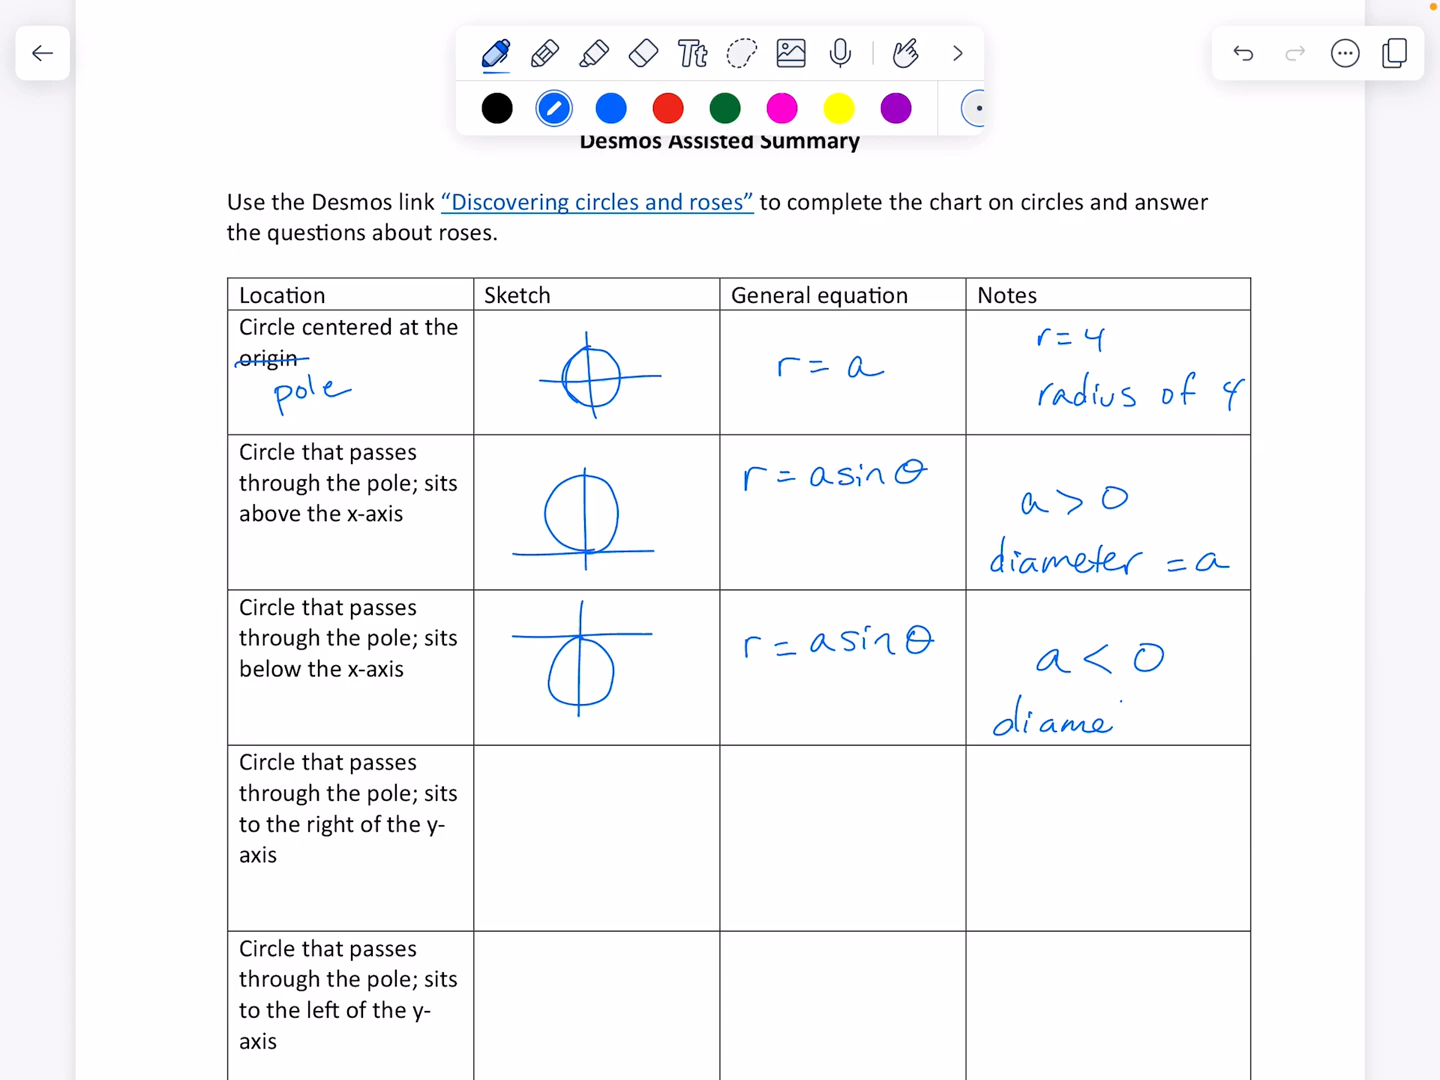 Tt
Desmos Assisted Summary
Use the Desmos link “Discovering circles and roses” to complete the chart on circles and answer
the questions about roses.
Location
Sketch
General equation
Notes
Circle centered at the
origin
pole
r = a
r = 4
radius of 4
Circle that passes
through the pole; sits
above the x-axis
r = a sin θ
a > 0
diameter = a
Circle that passes
through the pole; sits
below the x-axis
r = a sin θ
a < 0
diame
Circle that passes
through the pole; sits
to the right of the y-
axis
Circle that passes
through the pole; sits
to the left of the y-
axis